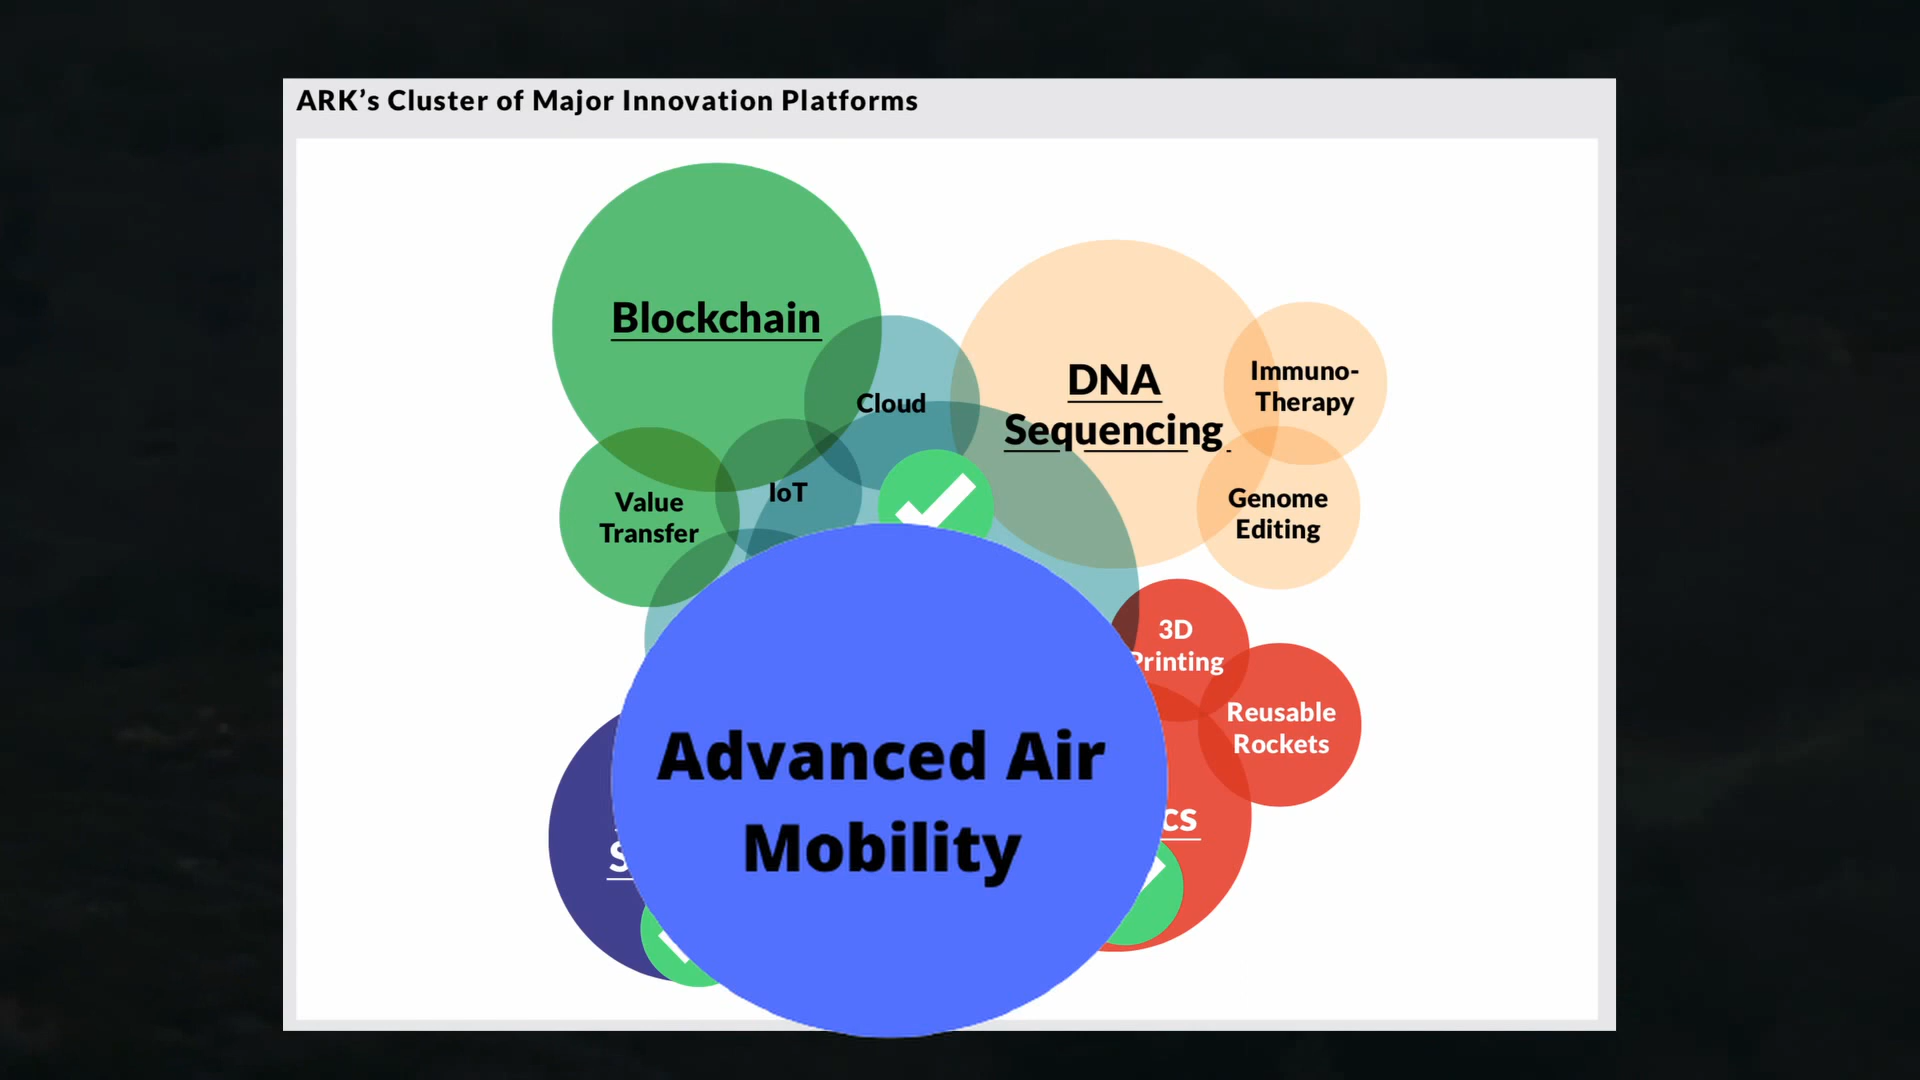 ARK's Cluster of Major Innovation Platforms
Blockchain
Cloud
DNA
Sequencing
Immuno-
Therapy
Value
Transfer
IoT
Genome
Editing
3D
Printing
Reusable
Rockets
Advanced Air
Mobility